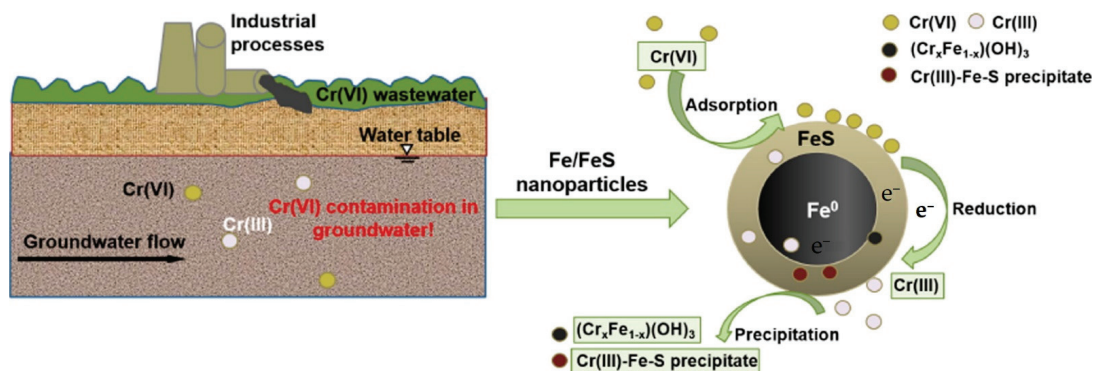 Industrial
processes
Cr(VI) wastewater
Water table
Cr(VI)
Cr(III)
Cr(VI) contamination in
groundwater!
Groundwater flow
Fe/FeS
nanoparticles
Cr(VI)
Adsorption
FeS
Fe⁰
e⁻
e⁻
e⁻
Reduction
Cr(III)
Precipitation
(CrₓFe₁₋ₓ)(OH)₃
Cr(III)-Fe-S precipitate
Cr(VI) Cr(III)
(CrₓFe₁₋ₓ)(OH)₃
Cr(III)-Fe-S precipitate